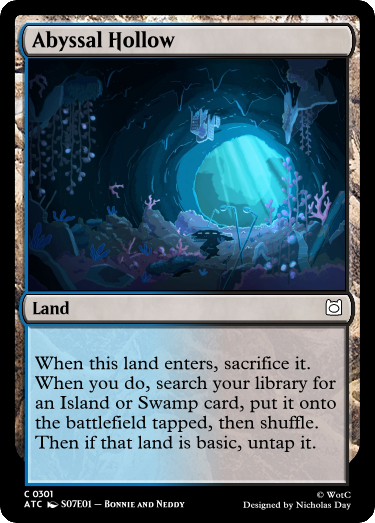 Abyssal Hollow
Land
When this land enters, sacrifice it.
When you do, search your library for
an Island or Swamp card, put it onto
the battlefield tapped, then shuffle.
Then if that land is basic, untap it.
C 0301
© WotC
ATC S07E01 – Bonnie and Neddy
Designed by Nicholas Day